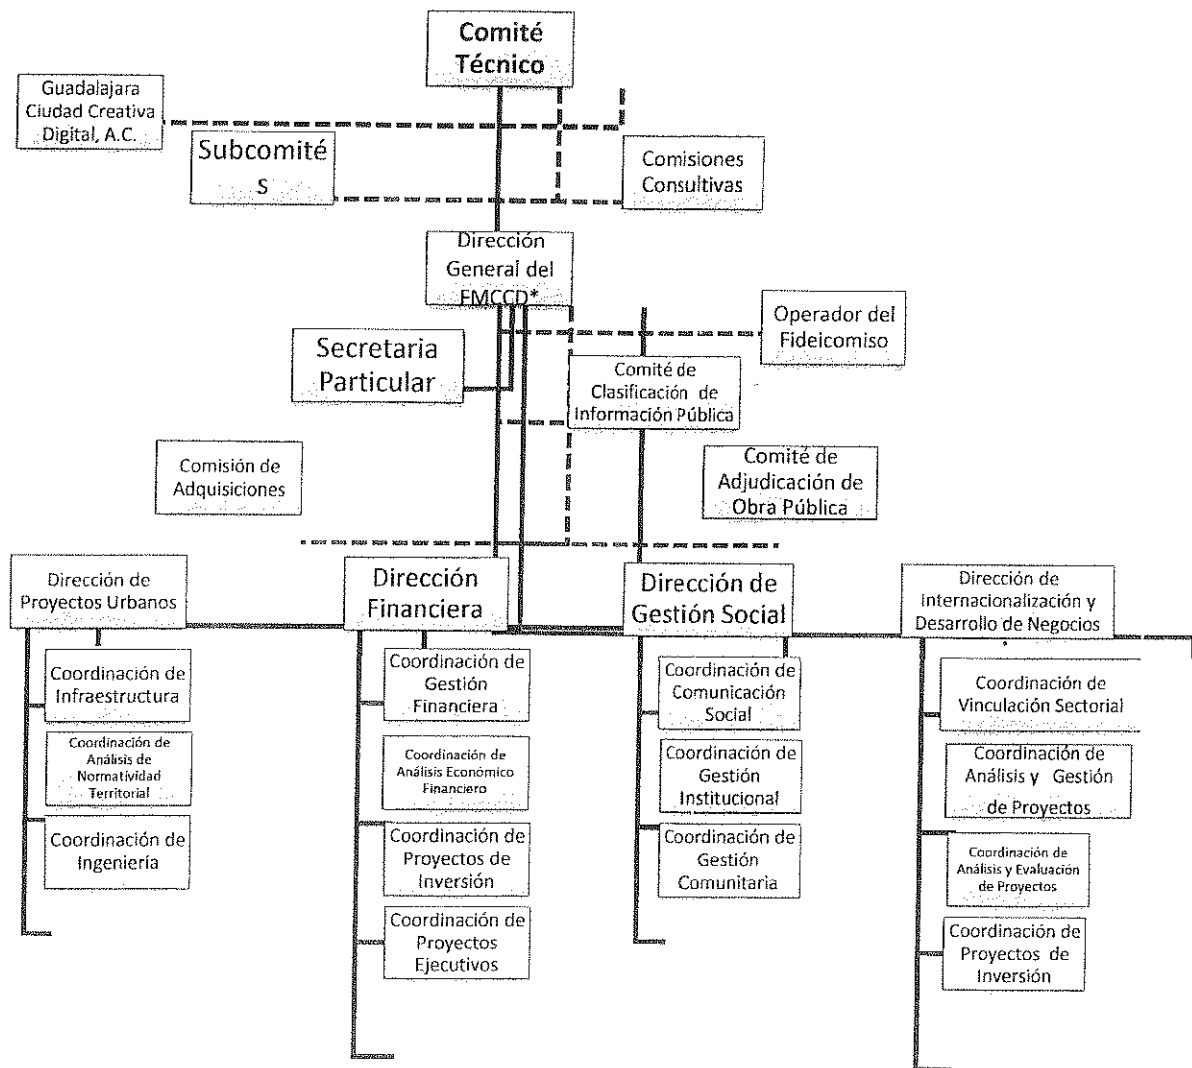 Comité
Técnico
Guadalajara
Ciudad Creativa
Digital, A.C.
Subcomité
s
Comisiones
Consultivas
Dirección
General del
FMCCD*
Operador del
Fideicomiso
Secretaria
Particular
Comité de
Clasificación de
Información Pública
Comisión de
Adquisiciones
Comité de
Adjudicación de
Obra Pública
Dirección de
Proyectos Urbanos
Dirección
Financiera
Dirección de
Gestión Social
Dirección de
Internacionalización y
Desarrollo de Negocios
Coordinación de
Infraestructura
Coordinación de
Análisis de
Normatividad
Territorial
Coordinación de
Ingeniería
Coordinación de
Gestión
Financiera
Coordinación de
Análisis Económico
Financiero
Coordinación de
Proyectos de
Inversión
Coordinación de
Proyectos
Ejecutivos
Coordinación de
Comunicación
Social
Coordinación de
Gestión
Institucional
Coordinación de
Gestión
Comunitaria
Coordinación de
Vinculación Sectorial
Coordinación de
Análisis y Gestión
de Proyectos
Coordinación de
Análisis y Evaluación
de Proyectos
Coordinación de
Proyectos de
Inversión